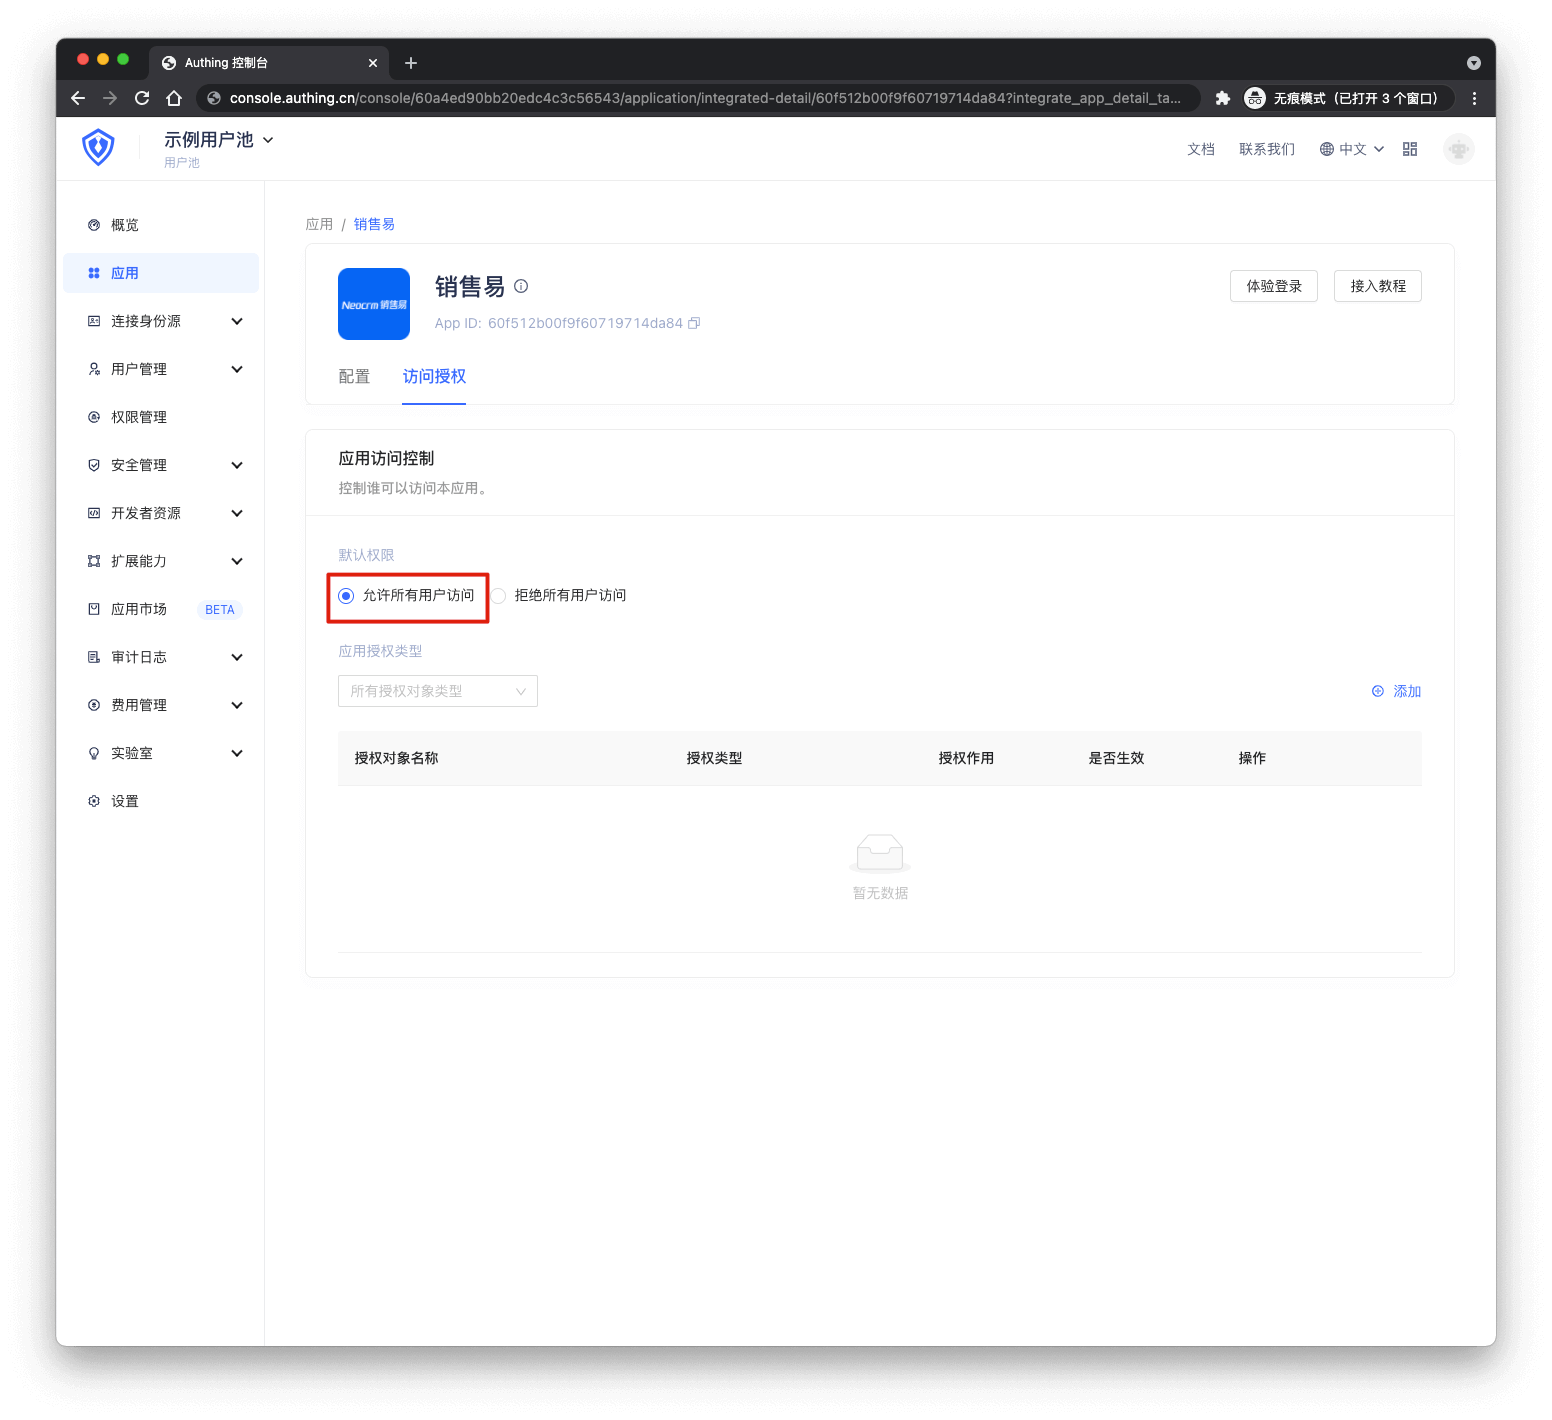 Authing 控制台
console.authing.cn/console/60a4ed90bb20edc4c3c56543/application/integrated-detail/60f512b00f9f60719714da84?integrate_app_detail_ta...
无痕模式（已打开 3 个窗口）
示例用户池
用户池
文档
联系我们
中文
概览
应用
连接身份源
用户管理
权限管理
安全管理
开发者资源
扩展能力
应用市场 BETA
审计日志
费用管理
实验室
设置
应用 / 销售易
Neocrm 销售易
销售易
App ID: 60f512b00f9f60719714da84
体验登录
接入教程
配置
访问授权
应用访问控制
控制谁可以访问本应用。
默认权限
允许所有用户访问
拒绝所有用户访问
应用授权类型
所有授权对象类型
添加
授权对象名称 授权类型 授权作用 是否生效 操作
暂无数据